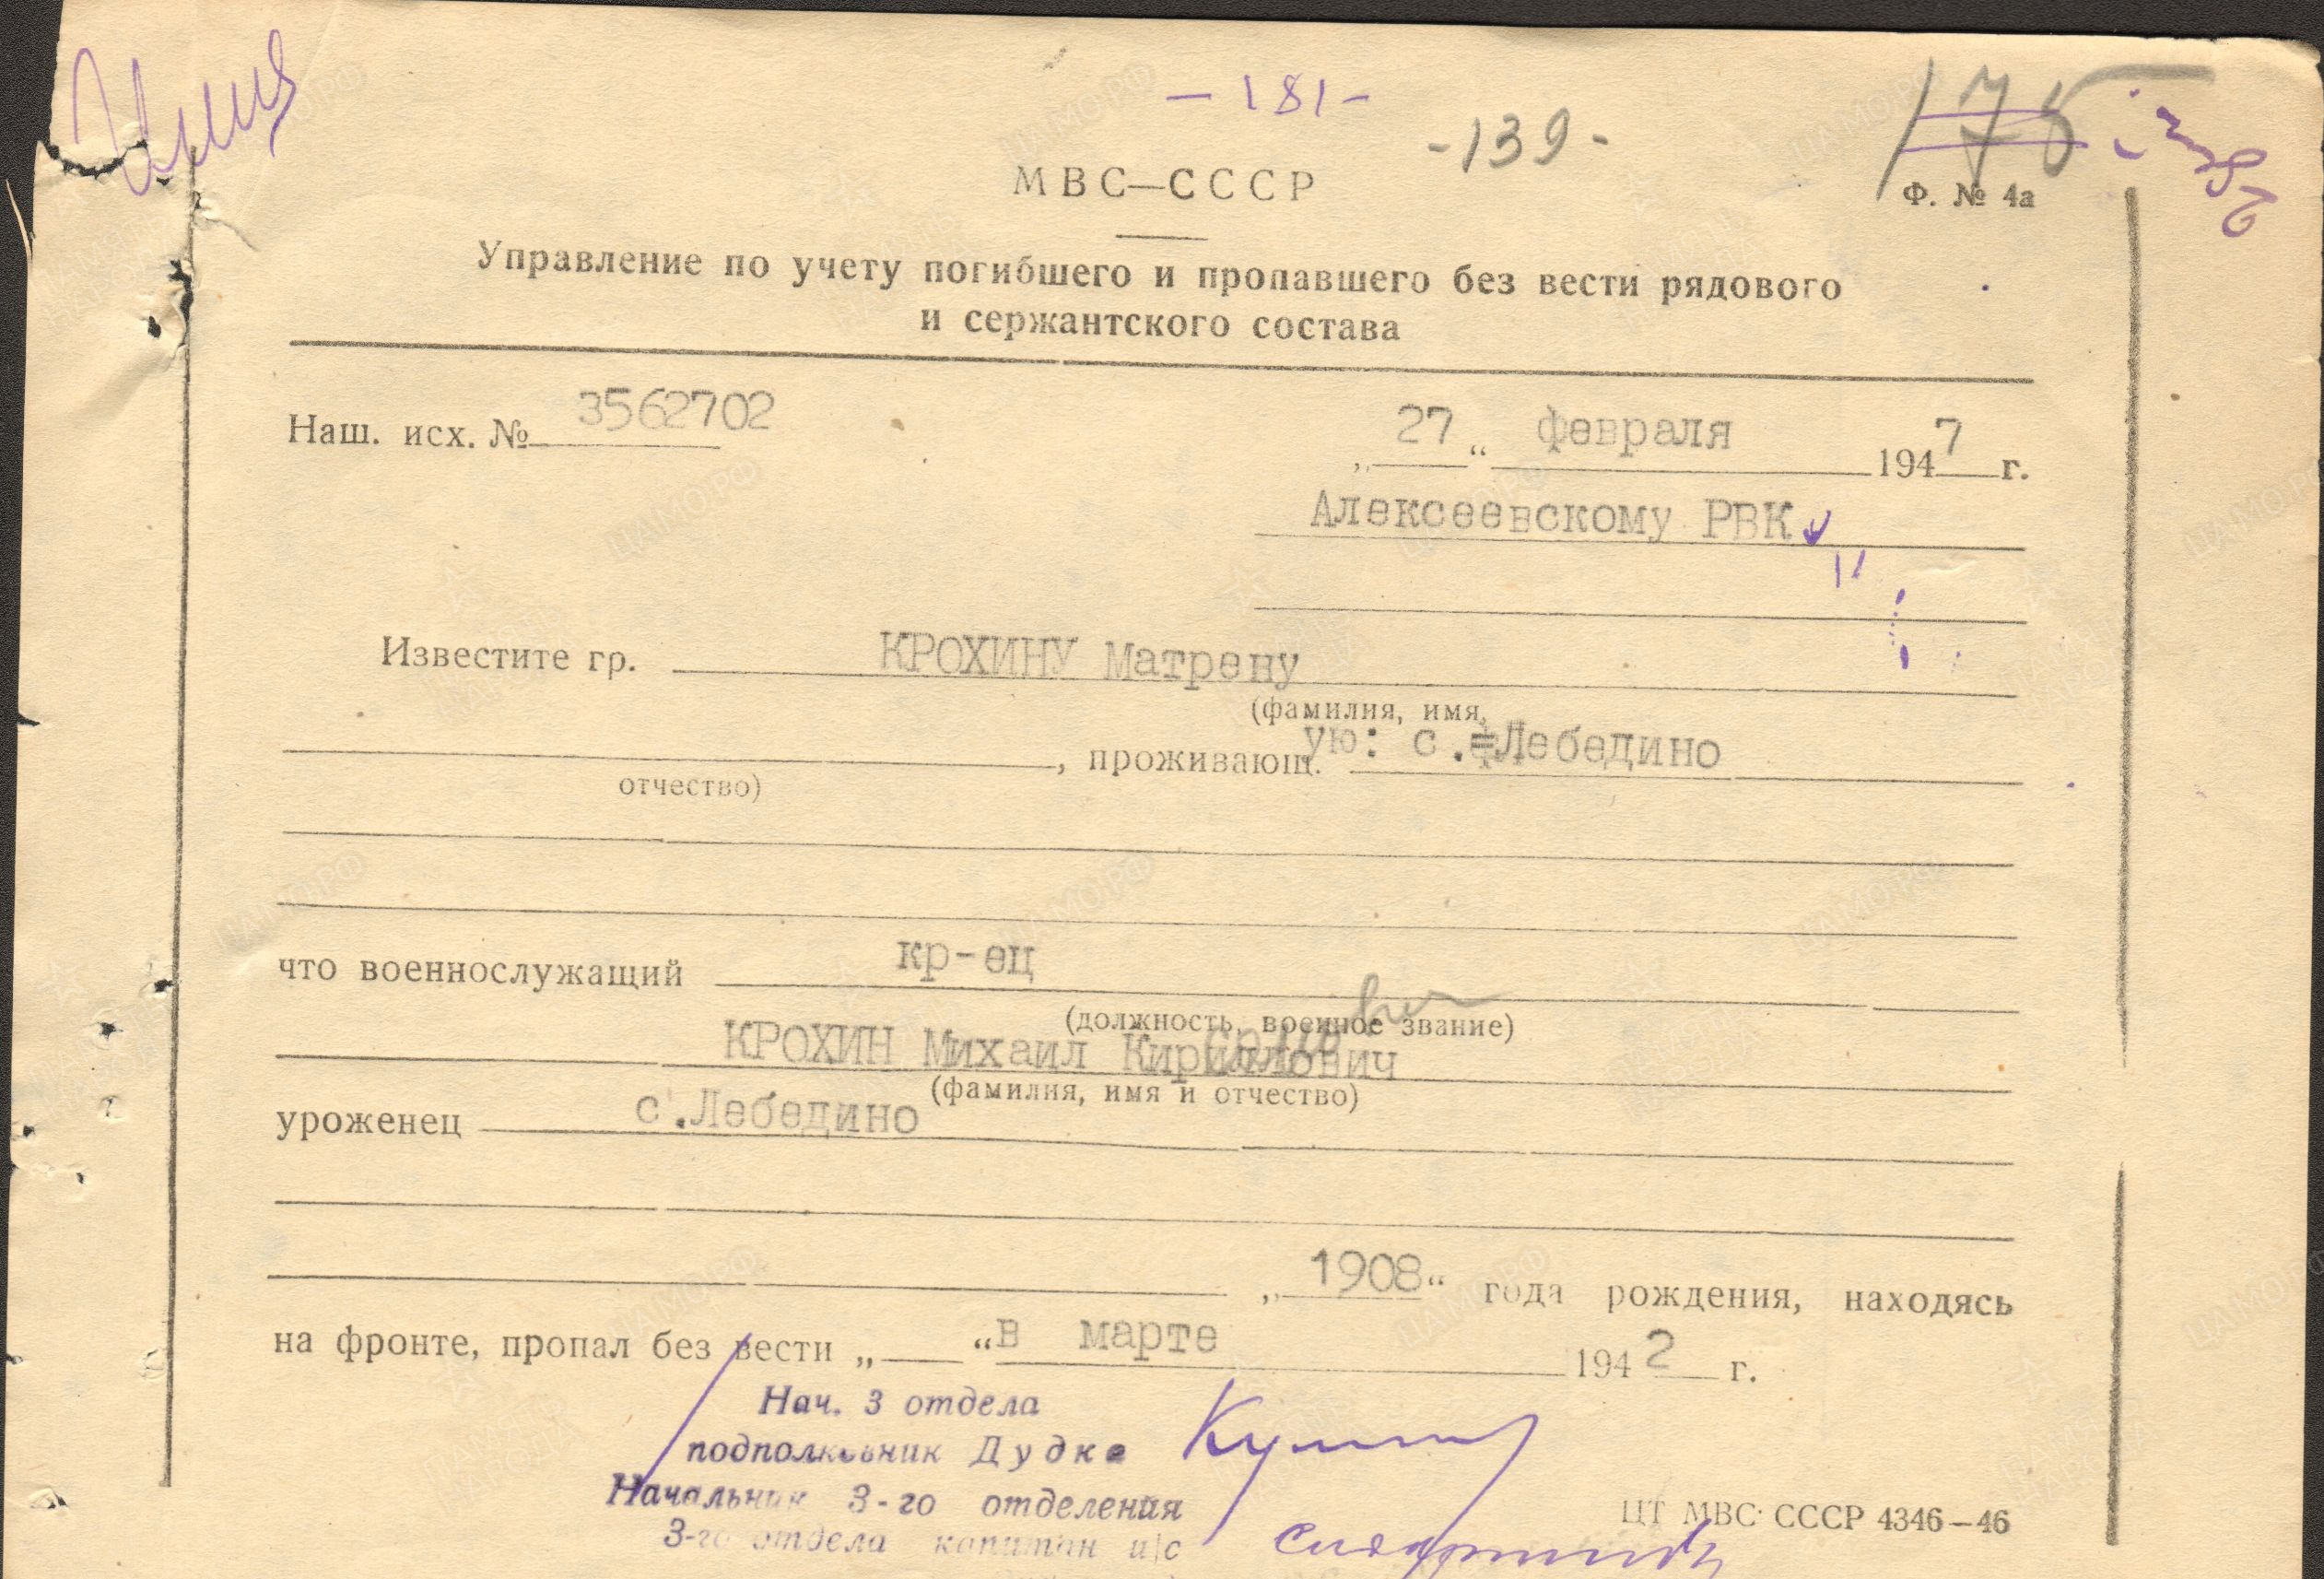 - 181 -
- 139 -
175
МВС—СССР
Ф. № 4а
Управление по учету погибшего и пропавшего без вести рядового
и сержантского состава
Наш. исх. № 3562702
„ 27 “ февраля 1947 г.
Алексеевскому РВК
Известите гр. КРОХИНУ Матрену
(фамилия, имя,
, проживающ. ую: с. Лебедино
отчество)
что военнослужащий кр-ец
(должность, военное звание)
КРОХИН Михаил Кириллович
(фамилия, имя и отчество)
уроженец с.Лебедино
„ 1908 “ года рождения, находясь
на фронте, пропал без вести „ “ в марте 1942 г.
Нач. 3 отдела
подполковник Дудко
Начальник 3-го отделения
3-го отдела капитан и/с
ЦТ МВС СССР 4346—46